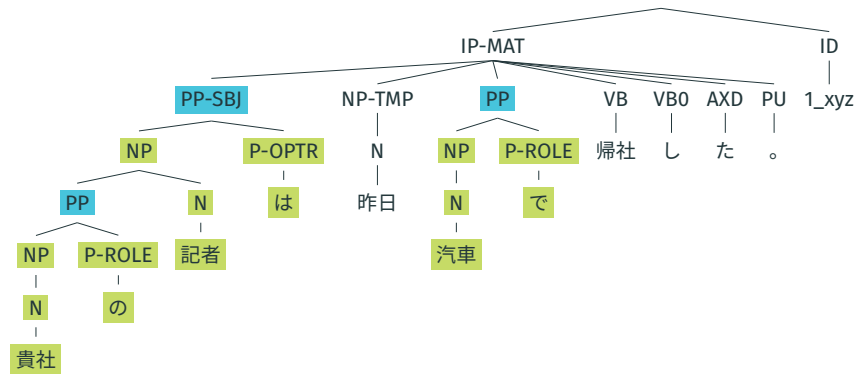 IP-MAT ID
PP-SBJ NP-TMP PP VB VB0 AXD PU 1_xyz
NP P-OPTR N NP P-ROLE 帰社 し た 。
PP N は 昨日 N で
NP P-ROLE 記者 汽車
N の
貴社